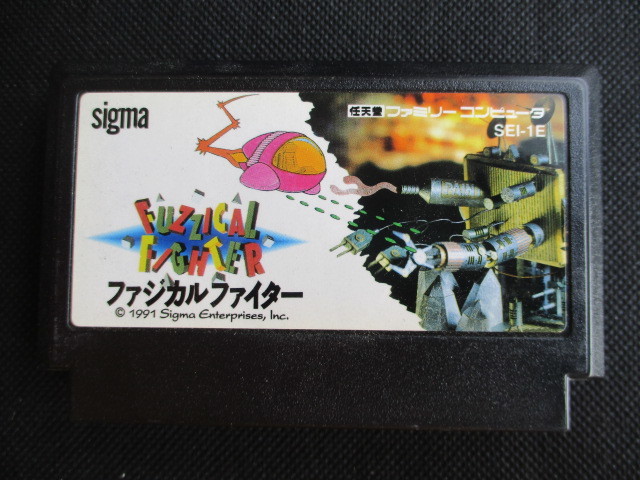 sigma
任天堂 ファミリーコンピュータ
SEI-1E
FUZZICAL
FIGHTER
ファジカルファイター
© 1991 Sigma Enterprises, Inc.